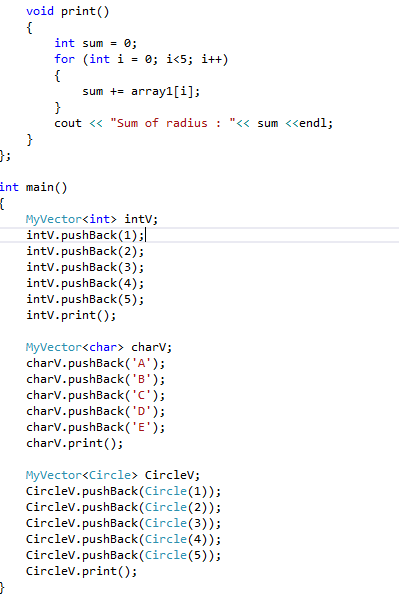 void print()
{
int sum = 0;
for (int i = 0; i<5; i++)
{
sum += array1[i];
}
cout << "Sum of radius : "<< sum <<endl;
}
};
int main()
{
MyVector<int> intV;
intV.pushBack(1);
intV.pushBack(2);
intV.pushBack(3);
intV.pushBack(4);
intV.pushBack(5);
intV.print();
MyVector<char> charV;
charV.pushBack('A');
charV.pushBack('B');
charV.pushBack('C');
charV.pushBack('D');
charV.pushBack('E');
charV.print();
MyVector<Circle> CircleV;
CircleV.pushBack(Circle(1));
CircleV.pushBack(Circle(2));
CircleV.pushBack(Circle(3));
CircleV.pushBack(Circle(4));
CircleV.pushBack(Circle(5));
CircleV.print();
}